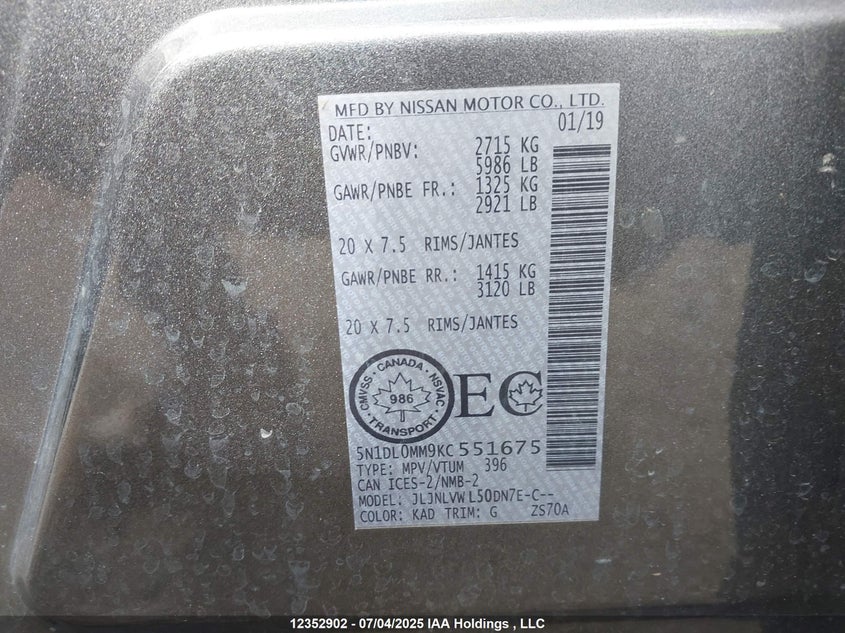 MFD BY NISSAN MOTOR CO., LTD.
DATE: 01/19
GVWR/PNBV: 2715 KG
5986 LB
GAWR/PNBE FR.: 1325 KG
2921 LB
20 X 7.5 RIMS/JANTES
GAWR/PNBE RR.: 1415 KG
3120 LB
20 X 7.5 RIMS/JANTES
CMVSS · CANADA · NSVAC
986
· TRANSPORT ·
EC
5N1DL0MM9KC551675
TYPE: MPV/VTUM 396
CAN ICES-2/NMB-2
MODEL: JLJNLVWL50DN7E-C--
COLOR: KAD TRIM: G ZS70A
12352902 - 07/04/2025 IAA Holdings , LLC